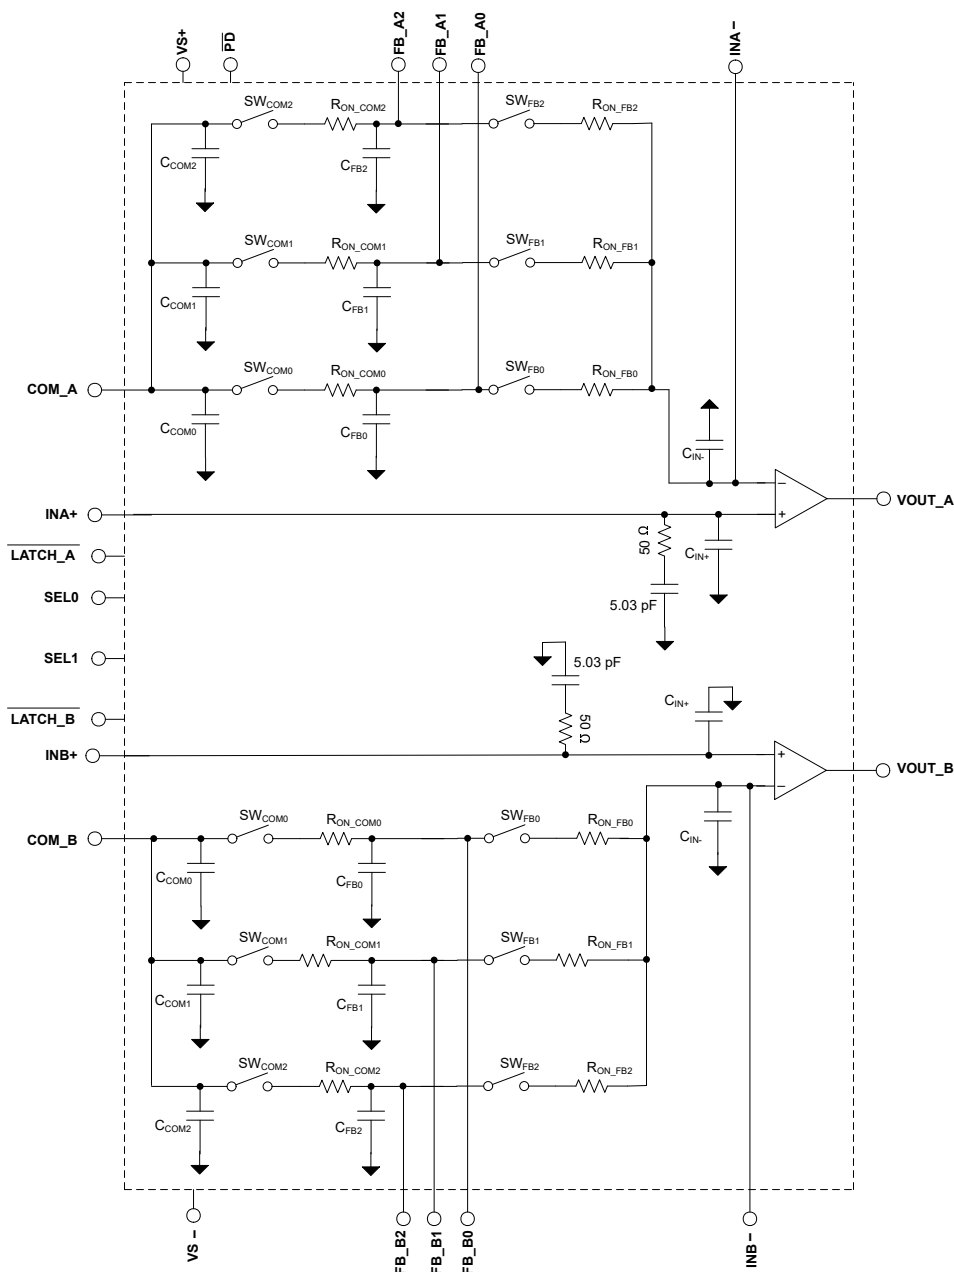 VS+
PD
FB_A2
FB_A1
FB_A0
INA −
SWCOM2
RON_COM2
SWFB2
RON_FB2
CCOM2
CFB2
SWCOM1
RON_COM1
SWFB1
RON_FB1
CCOM1
CFB1
SWCOM0
RON_COM0
SWFB0
RON_FB0
COM_A
CCOM0
CFB0
CIN-
−
+
VOUT_A
INA+
50 Ω
CIN+
5.03 pF
LATCH_A
SEL0
SEL1
LATCH_B
5.03 pF
50 Ω
CIN+
INB+
+
−
VOUT_B
COM_B
SWCOM0
RON_COM0
SWFB0
RON_FB0
CIN-
CCOM0
CFB0
SWCOM1
RON_COM1
SWFB1
RON_FB1
CCOM1
CFB1
SWCOM2
RON_COM2
SWFB2
RON_FB2
CCOM2
CFB2
VS −
FB_B2
FB_B1
FB_B0
INB −